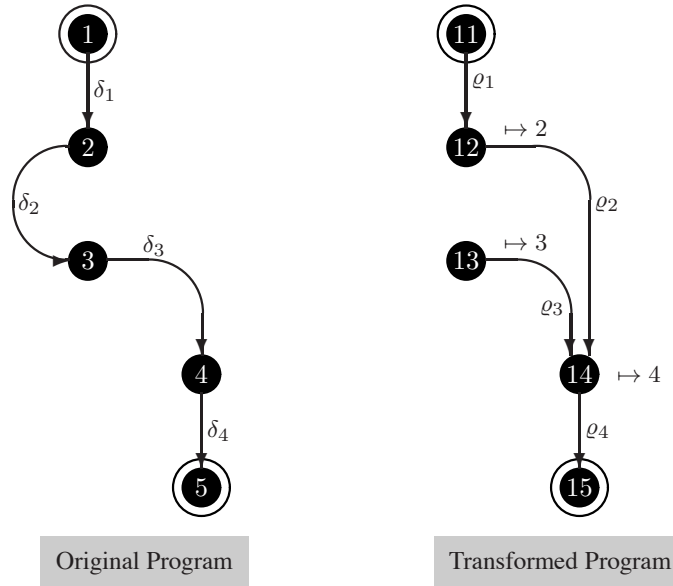 1
δ₁
2
δ₂
3
δ₃
4
δ₄
5
Original Program
11
ϱ₁
12
↦ 2
ϱ₂
13
↦ 3
ϱ₃
14
↦ 4
ϱ₄
15
Transformed Program